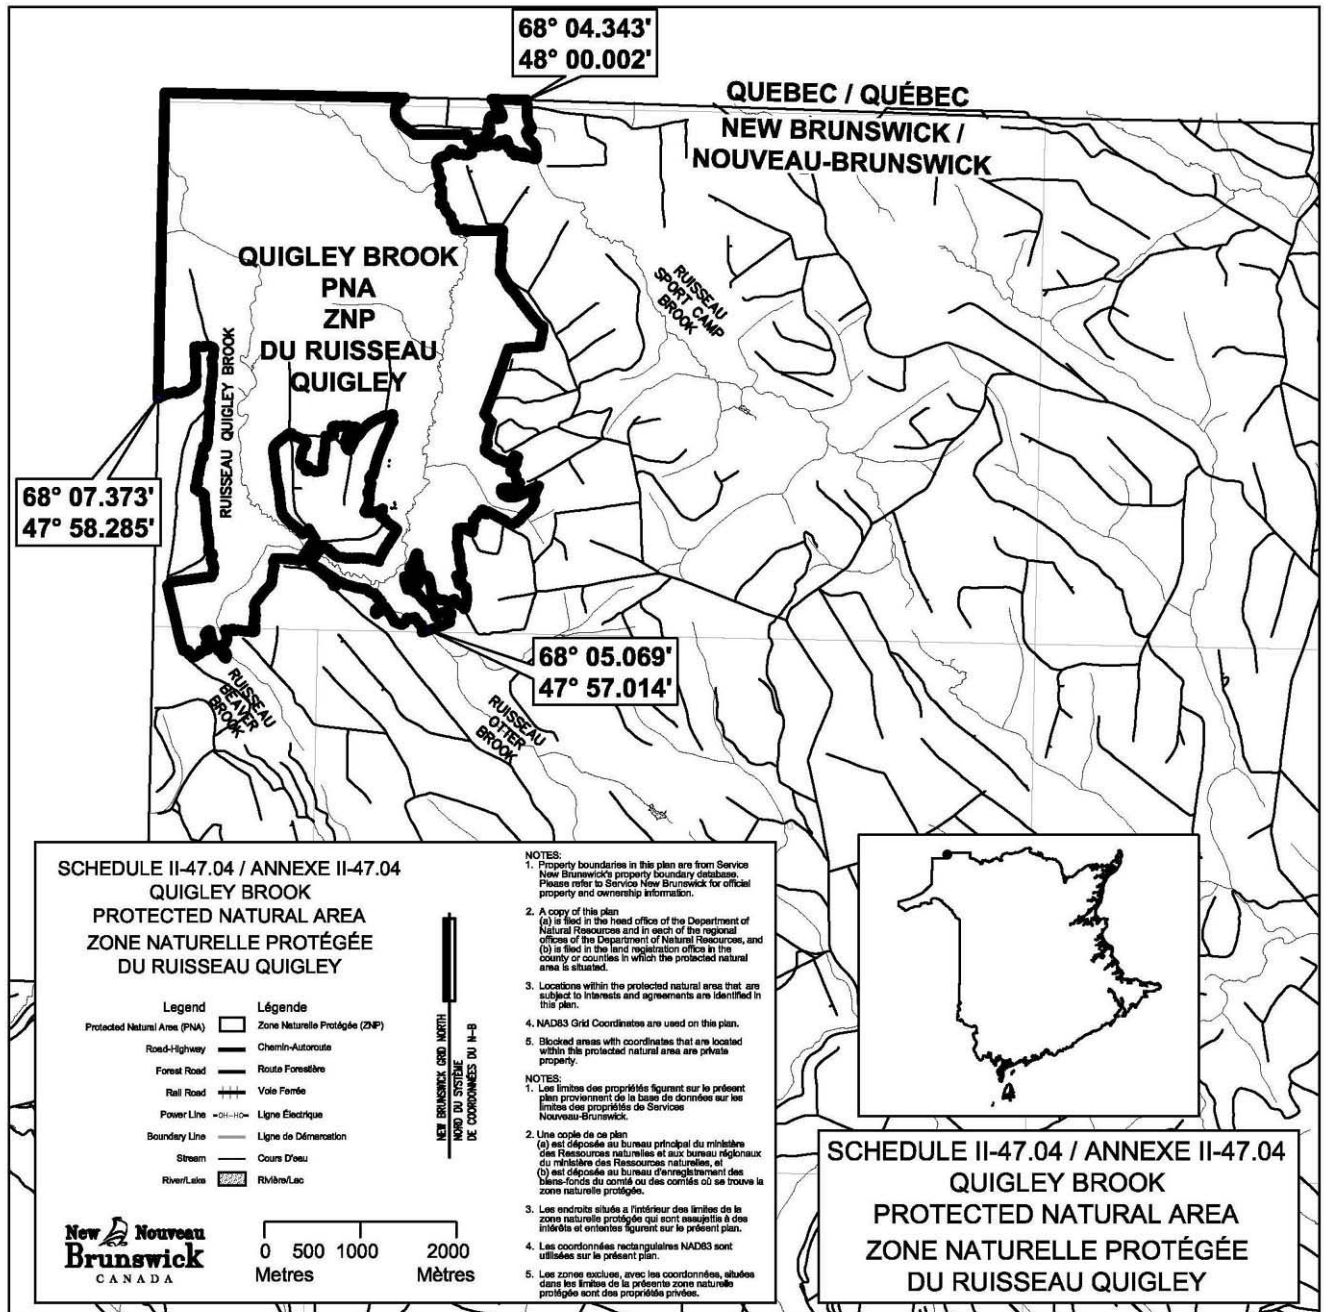 68° 04.343'
48° 00.002'
QUEBEC / QUÉBEC
NEW BRUNSWICK /
NOUVEAU-BRUNSWICK
QUIGLEY BROOK
PNA
ZNP
DU RUISSEAU
QUIGLEY
RUISSEAU
SPORT CAMP
BROOK
RUISSEAU QUIGLEY BROOK
68° 07.373'
47° 58.285'
68° 05.069'
47° 57.014'
RUISSEAU
BEAVER
BROOK
RUISSEAU
OTTER
BROOK
SCHEDULE II-47.04 / ANNEXE II-47.04
QUIGLEY BROOK
PROTECTED NATURAL AREA
ZONE NATURELLE PROTÉGÉE
DU RUISSEAU QUIGLEY
Legend Légende
Protected Natural Area (PNA) Zone Naturelle Protégée (ZNP)
Road-Highway Chemin-Autoroute
Forest Road Route Forestière
Rail Road Voie Ferrée
Power Line Ligne Électrique
Boundary Line Ligne de Démarcation
Stream Cours D'eau
River/Lake Rivière/Lac
NEW BRUNSWICK GRID NORTH
NORD DU SYSTÈME
DE COORDONNÉES DU N-B
New Nouveau
Brunswick
CANADA
0 500 1000 2000
Metres Mètres
NOTES:
1. Property boundaries in this plan are from Service
New Brunswick's property boundary database.
Please refer to Service New Brunswick for official
property and ownership information.
2. A copy of this plan
(a) is filed in the head office of the Department of
Natural Resources and in each of the regional
offices of the Department of Natural Resources, and
(b) is filed in the land registration office in the
county or counties in which the protected natural
area is situated.
3. Locations within the protected natural area that are
subject to interests and agreements are identified in
this plan.
4. NAD83 Grid Coordinates are used on this plan.
5. Blocked areas with coordinates that are located
within this protected natural area are private
property.
NOTES:
1. Les limites des propriétés figurant sur le présent
plan proviennent de la base de données sur les
limites des propriétés de Services
Nouveau-Brunswick.
2. Une copie de ce plan
(a) est déposée au bureau principal du ministère
des Ressources naturelles et aux bureau régionaux
du ministère des Ressources naturelles, et
(b) est déposée au bureau d'enregistrement des
biens-fonds du comté ou des comtés où se trouve la
zone naturelle protégée.
3. Les endroits situés a l'intérieur des limites de la
zone naturelle protégée qui sont assujettis à des
intérêts et ententes figurent sur le présent plan.
4. Les coordonnées rectangulaires NAD83 sont
utilisées sur le présent plan.
5. Les zones exclues, avec les coordonnées, situées
dans les limites de la présente zone naturelle
protégée sont des propriétés privées.
SCHEDULE II-47.04 / ANNEXE II-47.04
QUIGLEY BROOK
PROTECTED NATURAL AREA
ZONE NATURELLE PROTÉGÉE
DU RUISSEAU QUIGLEY